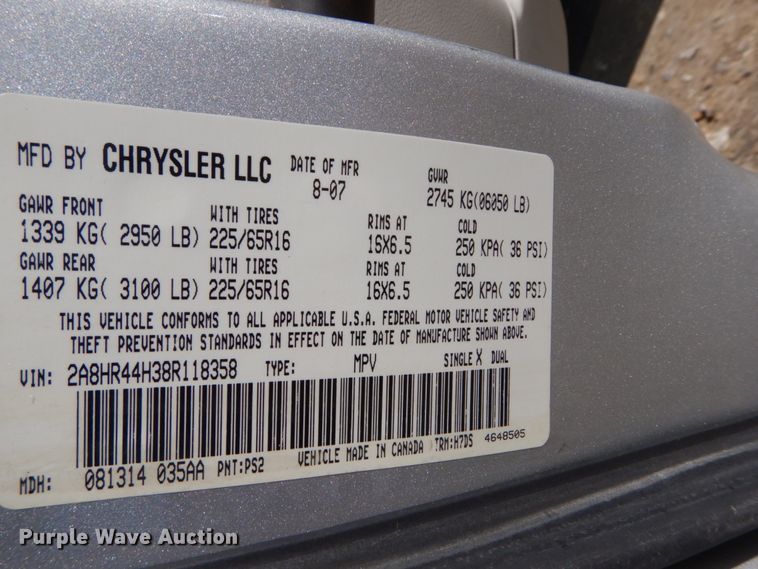 MFD BY CHRYSLER LLC DATE OF MFR 8-07 GVWR 2745 KG(06050 LB)
GAWR FRONT WITH TIRES RIMS AT COLD
1339 KG( 2950 LB) 225/65R16 16X6.5 250 KPA( 36 PSI)
GAWR REAR WITH TIRES RIMS AT COLD
1407 KG( 3100 LB) 225/65R16 16X6.5 250 KPA( 36 PSI)
THIS VEHICLE CONFORMS TO ALL APPLICABLE U.S.A. FEDERAL MOTOR VEHICLE SAFETY AND
THEFT PREVENTION STANDARDS IN EFFECT ON THE DATE OF MANUFACTURE SHOWN ABOVE.
VIN: 2A8HR44H38R118358 TYPE: MPV SINGLE X DUAL
MDH: 081314 035AA PNT:PS2 VEHICLE MADE IN CANADA TRM:H7DS 4648505
Purple Wave Auction